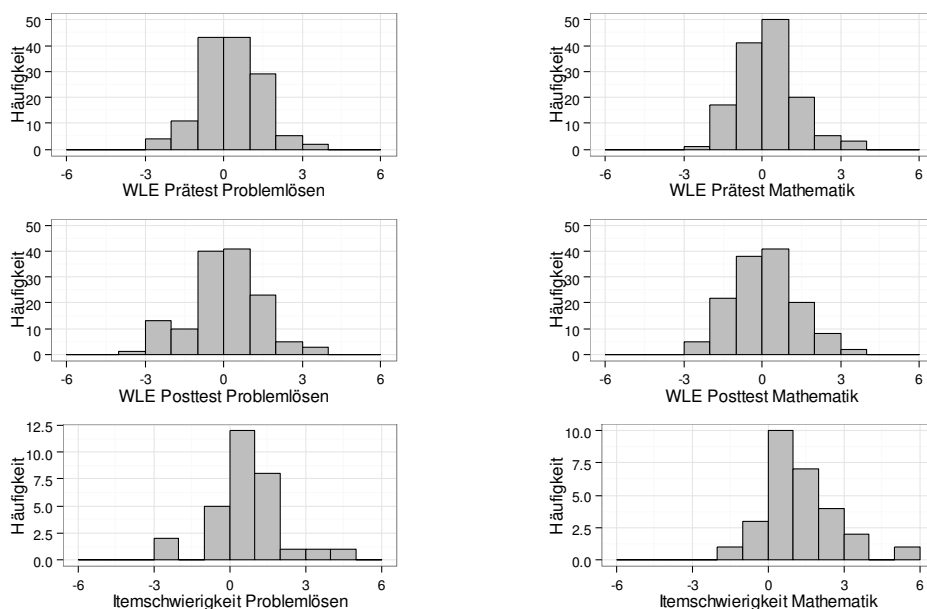 50
40
30
20
10
0
Häufigkeit
-6 -3 0 3 6
WLE Prätest Problemlösen
50
40
30
20
10
0
Häufigkeit
-6 -3 0 3 6
WLE Prätest Mathematik
50
40
30
20
10
0
Häufigkeit
-6 -3 0 3 6
WLE Posttest Problemlösen
50
40
30
20
10
0
Häufigkeit
-6 -3 0 3 6
WLE Posttest Mathematik
12.5
10.0
7.5
5.0
2.5
0.0
Häufigkeit
-6 -3 0 3 6
Itemschwierigkeit Problemlösen
10.0
7.5
5.0
2.5
0.0
Häufigkeit
-6 -3 0 3 6
Itemschwierigkeit Mathematik